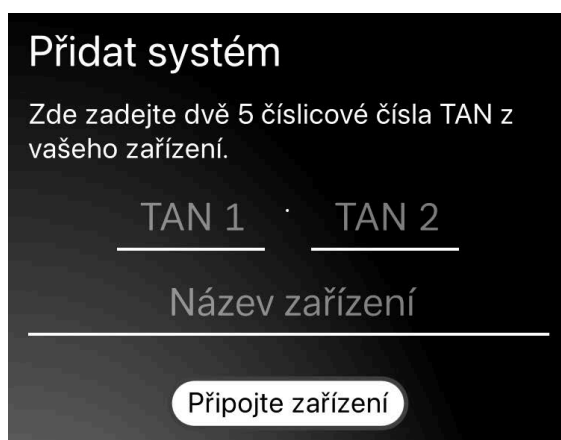 Přidat systém
Zde zadejte dvě 5 číslicové čísla TAN z
vašeho zařízení.
TAN 1 · TAN 2
Název zařízení
Připojte zařízení